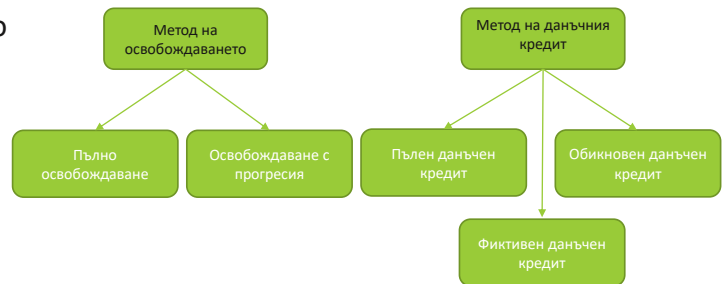 Метод на
освобождаването
Метод на данъчния
кредит
Пълно
освобождаване
Освобождаване с
прогресия
Пълен данъчен
кредит
Обикновен данъчен
кредит
Фиктивен данъчен
кредит